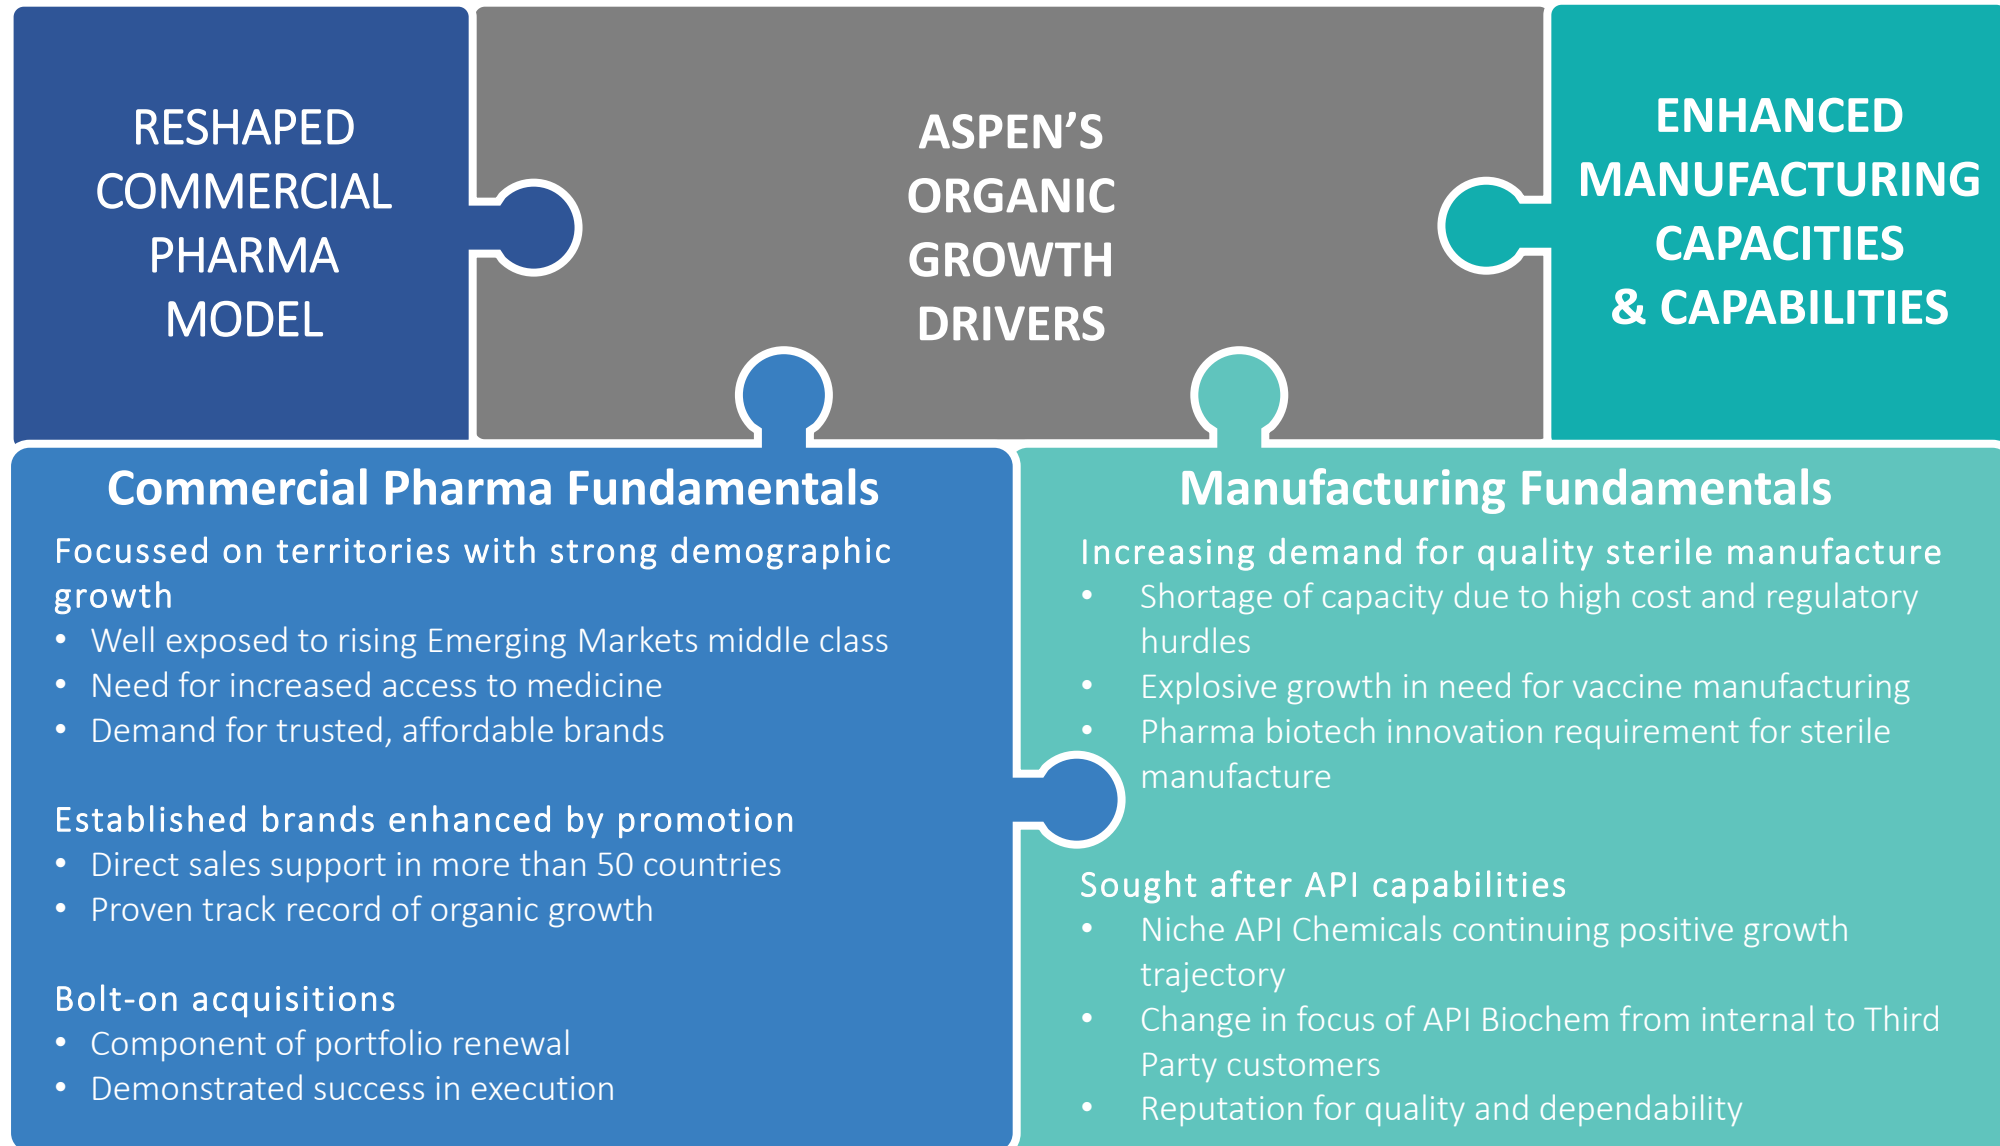 RESHAPED
COMMERCIAL
PHARMA
MODEL
ASPEN’S
ORGANIC
GROWTH
DRIVERS
ENHANCED
MANUFACTURING
CAPACITIES
& CAPABILITIES
Commercial Pharma Fundamentals
Focussed on territories with strong demographic
growth
• Well exposed to rising Emerging Markets middle class
• Need for increased access to medicine
• Demand for trusted, affordable brands
Established brands enhanced by promotion
• Direct sales support in more than 50 countries
• Proven track record of organic growth
Bolt-on acquisitions
• Component of portfolio renewal
• Demonstrated success in execution
Manufacturing Fundamentals
Increasing demand for quality sterile manufacture
• Shortage of capacity due to high cost and regulatory
hurdles
• Explosive growth in need for vaccine manufacturing
• Pharma biotech innovation requirement for sterile
manufacture
Sought after API capabilities
• Niche API Chemicals continuing positive growth
trajectory
• Change in focus of API Biochem from internal to Third
Party customers
• Reputation for quality and dependability